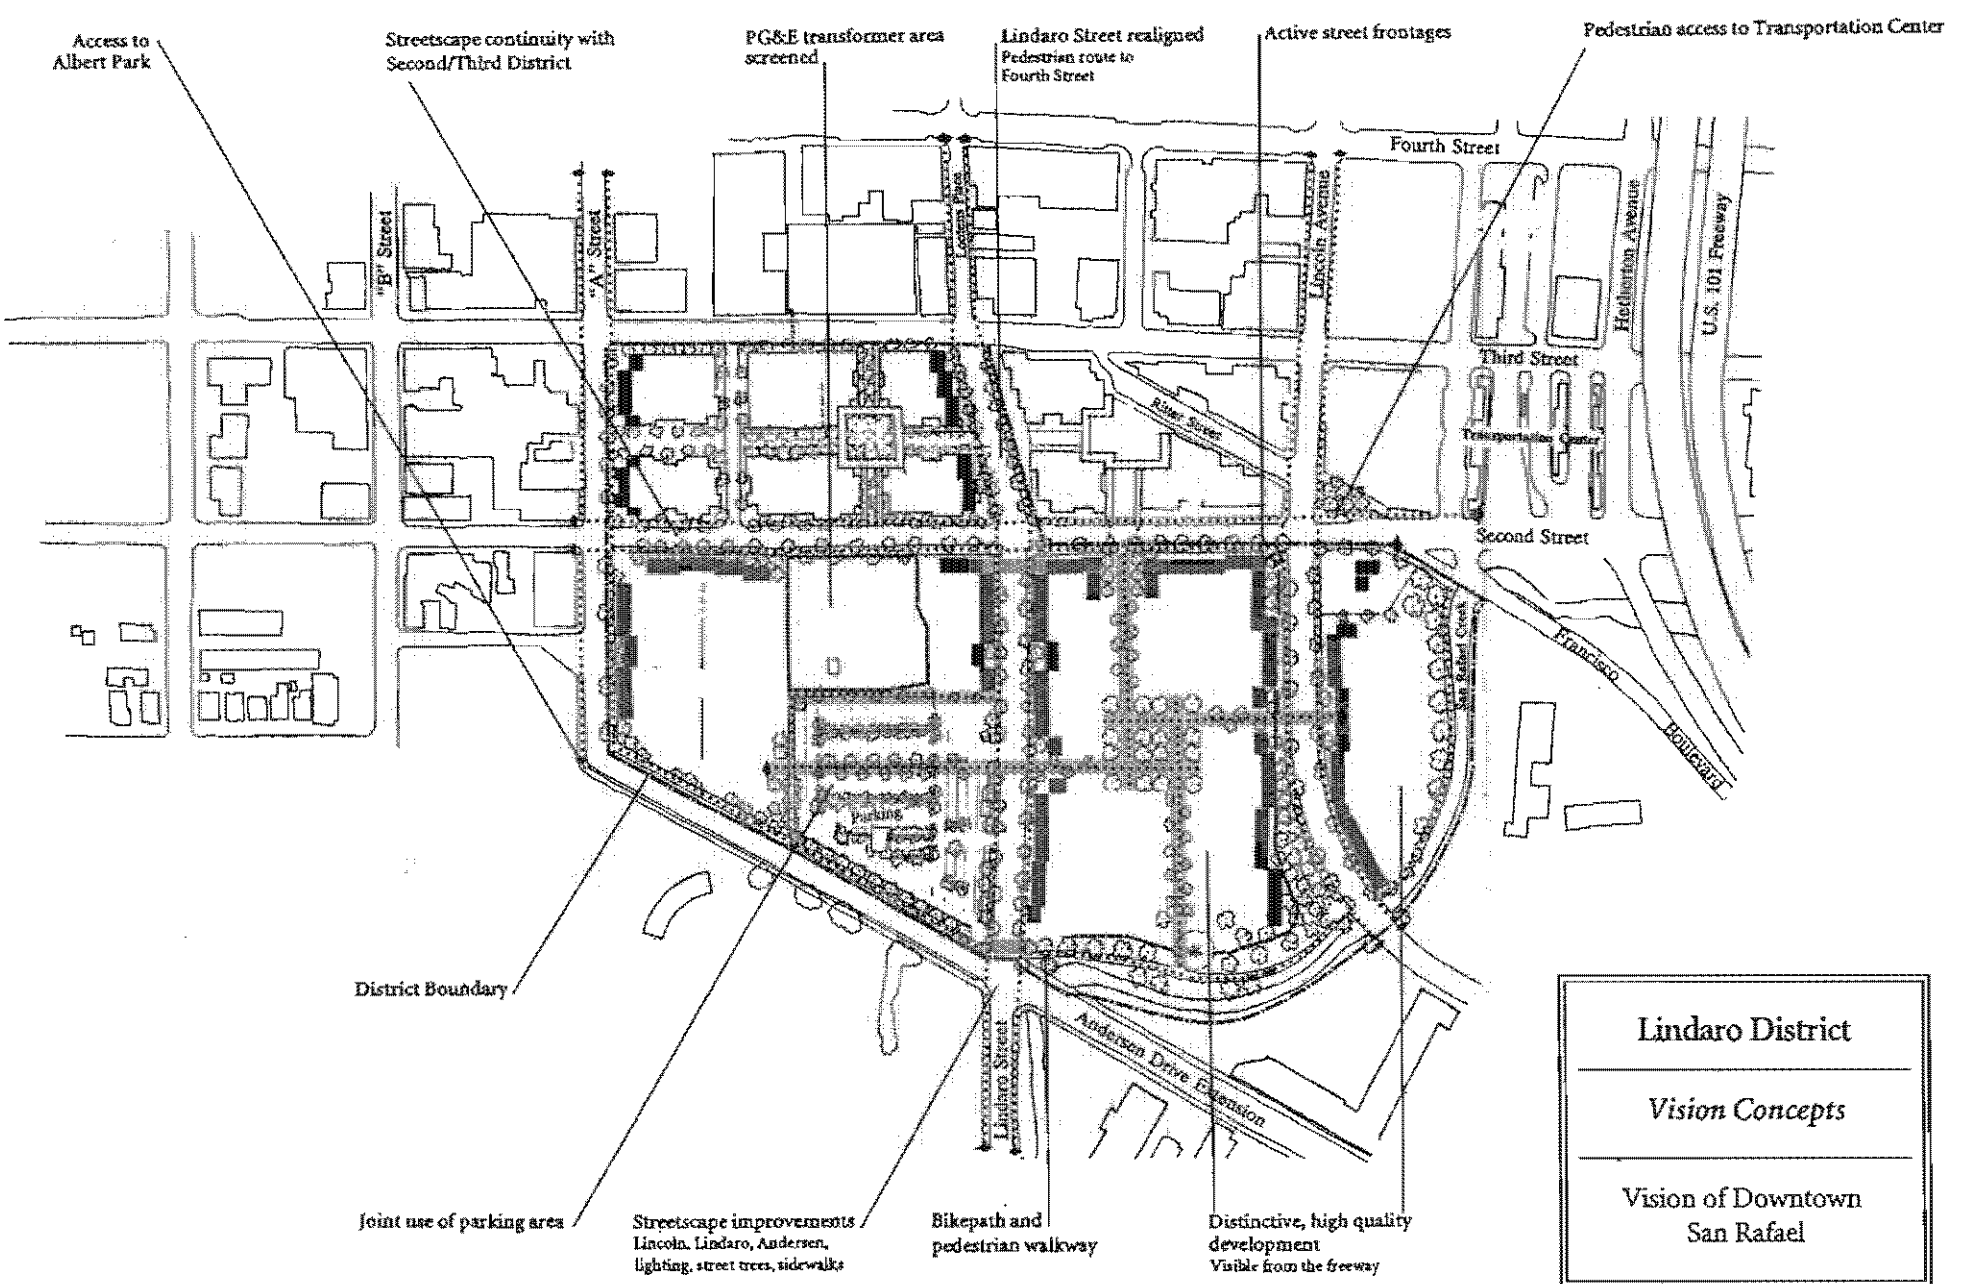 Access to
Albert Park
Streetscape continuity with
Second/Third District
PG&E transformer area
screened
Lindaro Street realigned
Pedestrian route to
Fourth Street
Active street frontages
Pedestrian access to Transportation Center
Fourth Street
"B" Street
"A" Street
Lootens Place
Lincoln Avenue
Hetherton Avenue
U.S. 101 Freeway
Third Street
Ritter Street
Transportation Center
Second Street
San Rafael Creek
Francisco
Boulevard
Parking
District Boundary
Lindaro Street
Andersen Drive Extension
Joint use of parking area
Streetscape improvements
Lincoln, Lindaro, Andersen,
lighting, street trees, sidewalks
Bikepath and
pedestrian walkway
Distinctive, high quality
development
Visible from the freeway
Lindaro District
Vision Concepts
Vision of Downtown
San Rafael